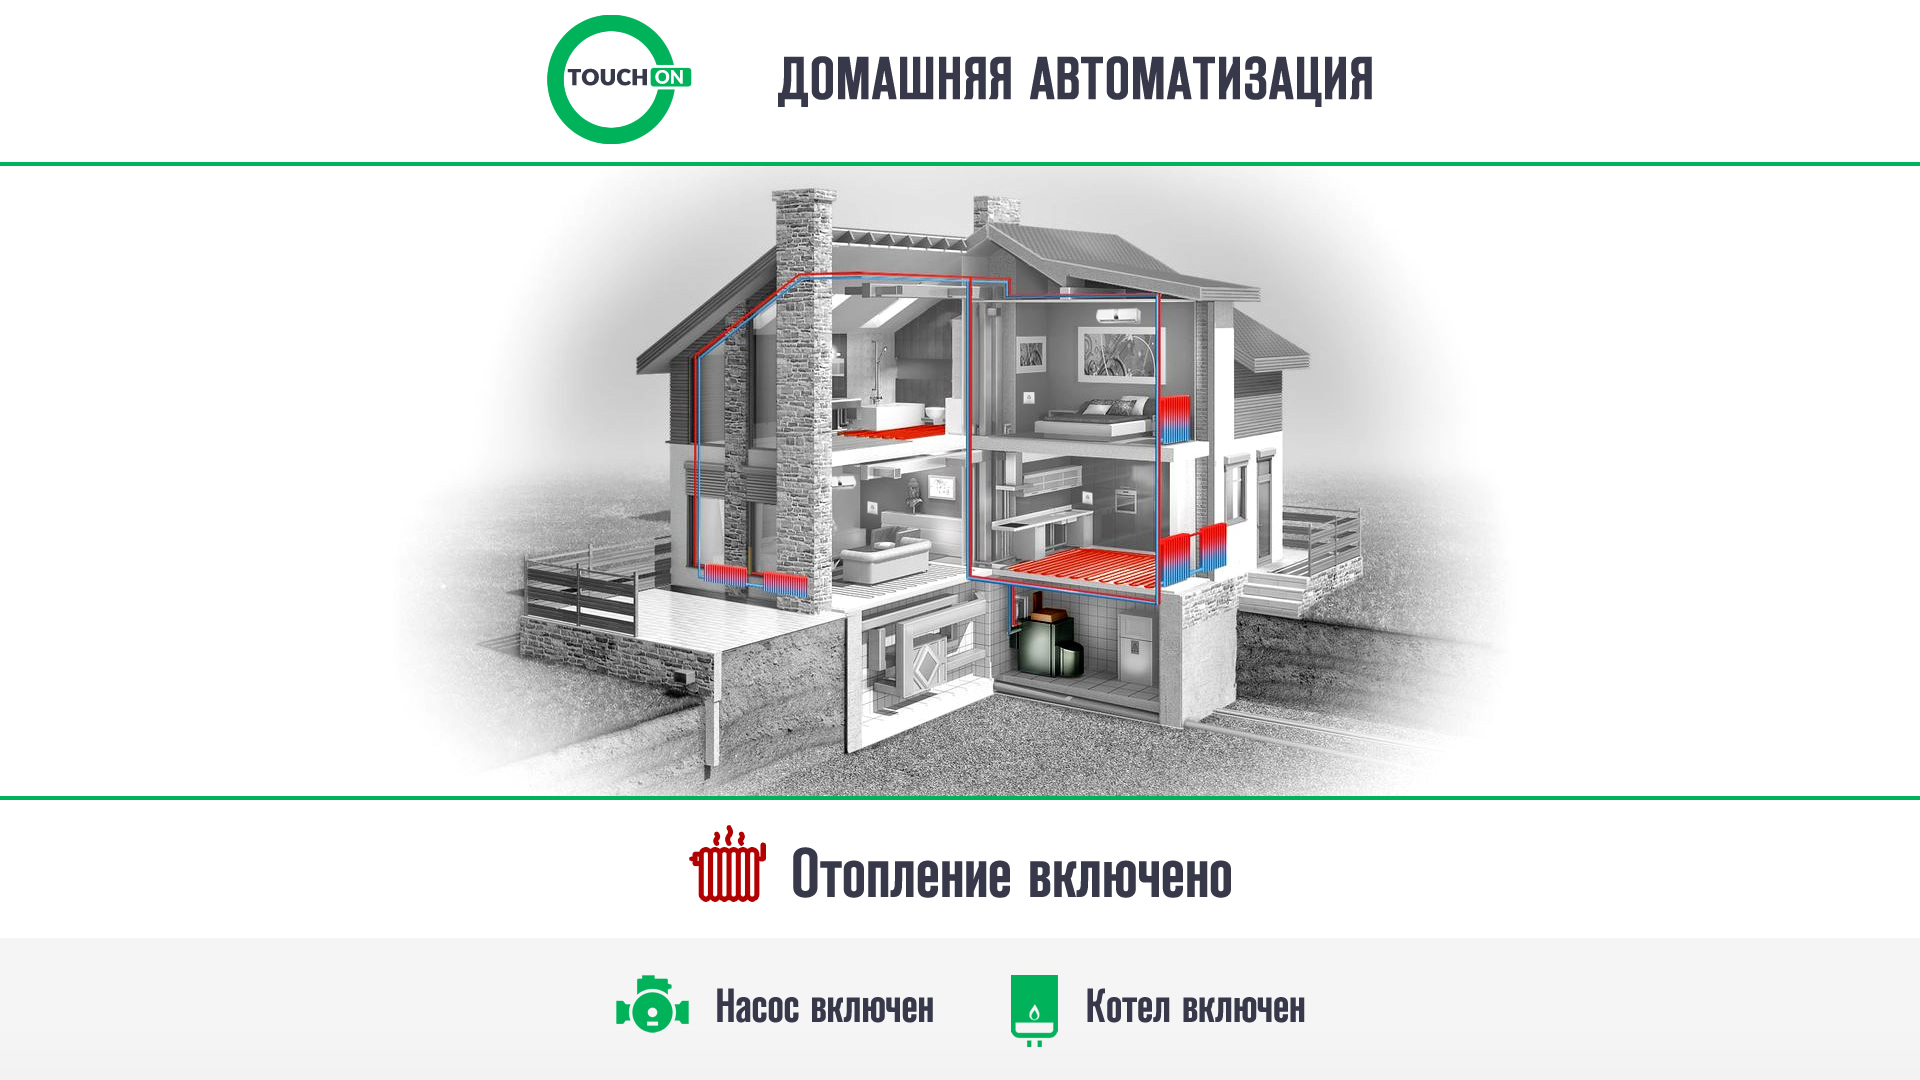 TOUCH ON
ДОМАШНЯЯ АВТОМАТИЗАЦИЯ
Отопление включено
Насос включен
Котел включен